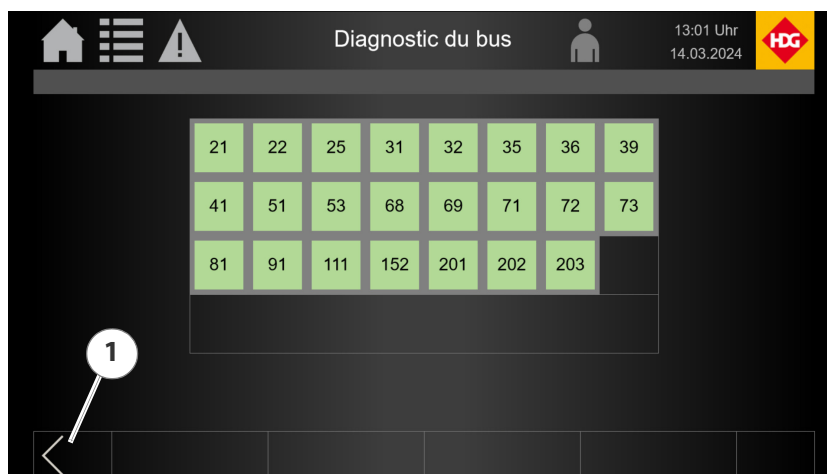 Diagnostic du bus
13:01 Uhr
14.03.2024
HDG
21 22 25 31 32 35 36 39
41 51 53 68 69 71 72 73
81 91 111 152 201 202 203
1